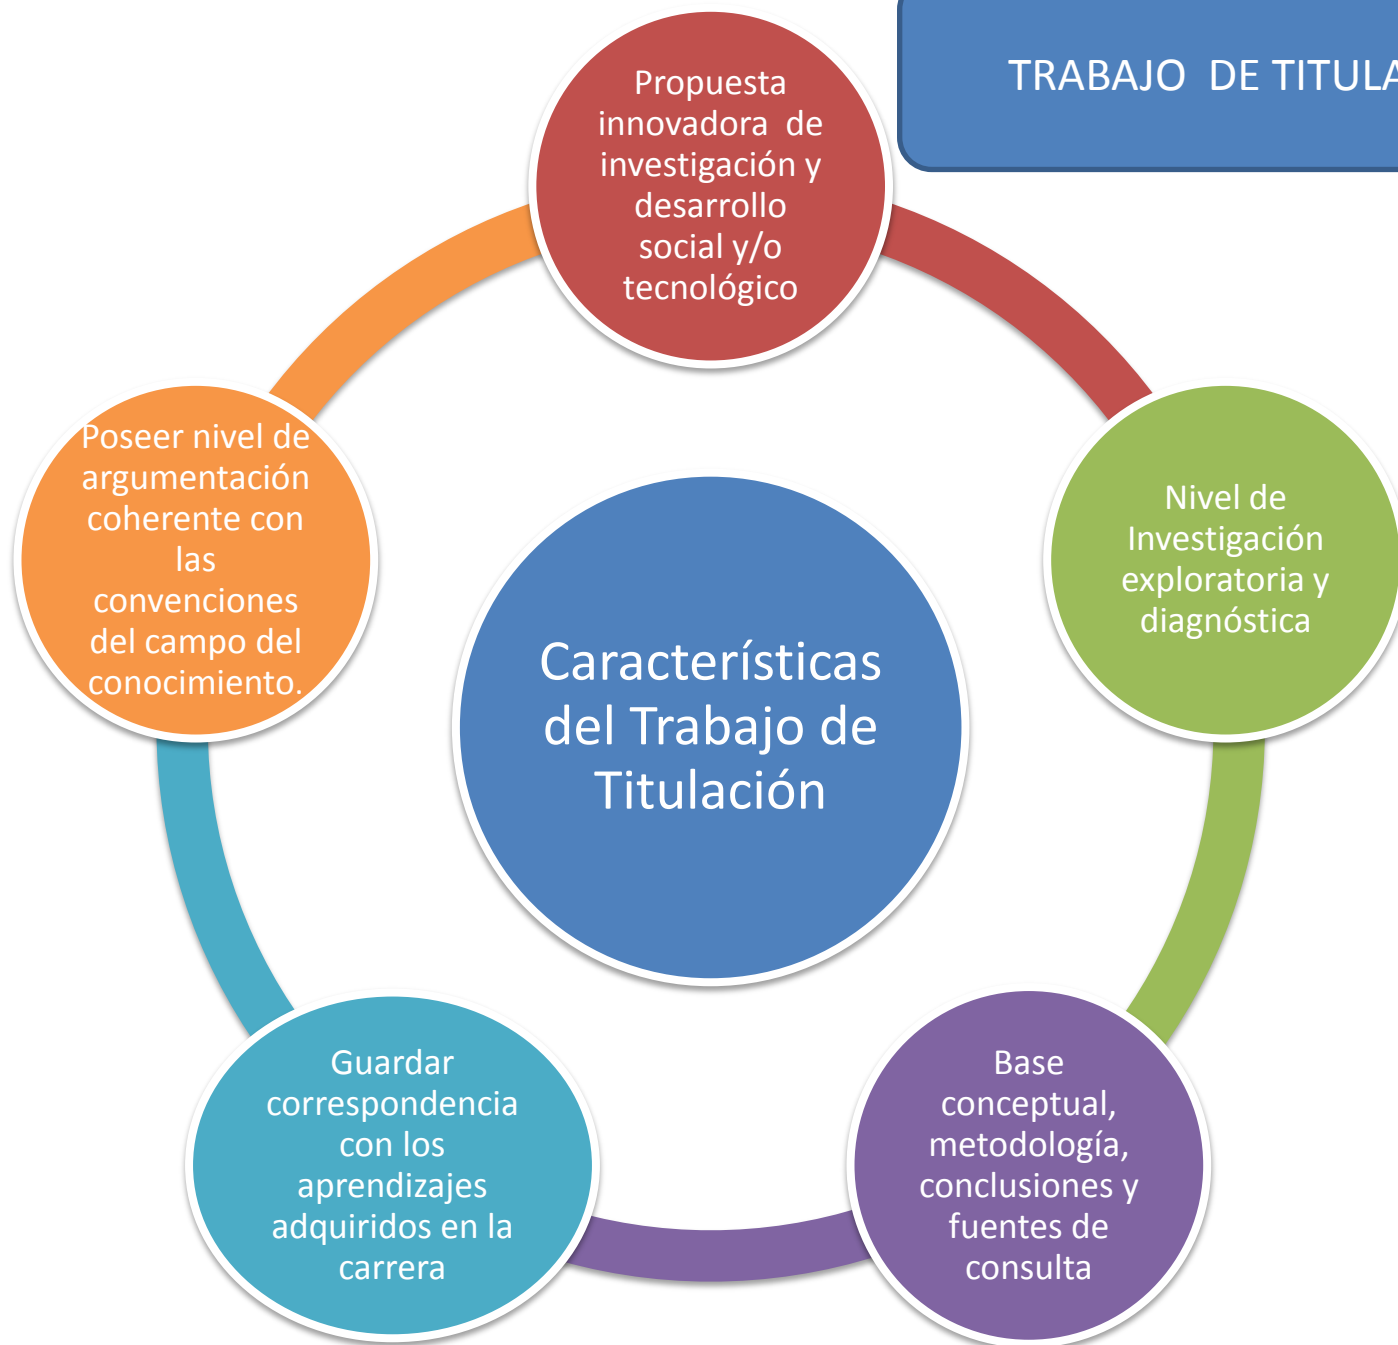 TRABAJO DE TITULA
Propuesta
innovadora de
investigación y
desarrollo
social y/o
tecnológico
Nivel de
Investigación
exploratoria y
diagnóstica
Base
conceptual,
metodología,
conclusiones y
fuentes de
consulta
Guardar
correspondencia
con los
aprendizajes
adquiridos en la
carrera
Poseer nivel de
argumentación
coherente con
las
convenciones
del campo del
conocimiento.
Características
del Trabajo de
Titulación